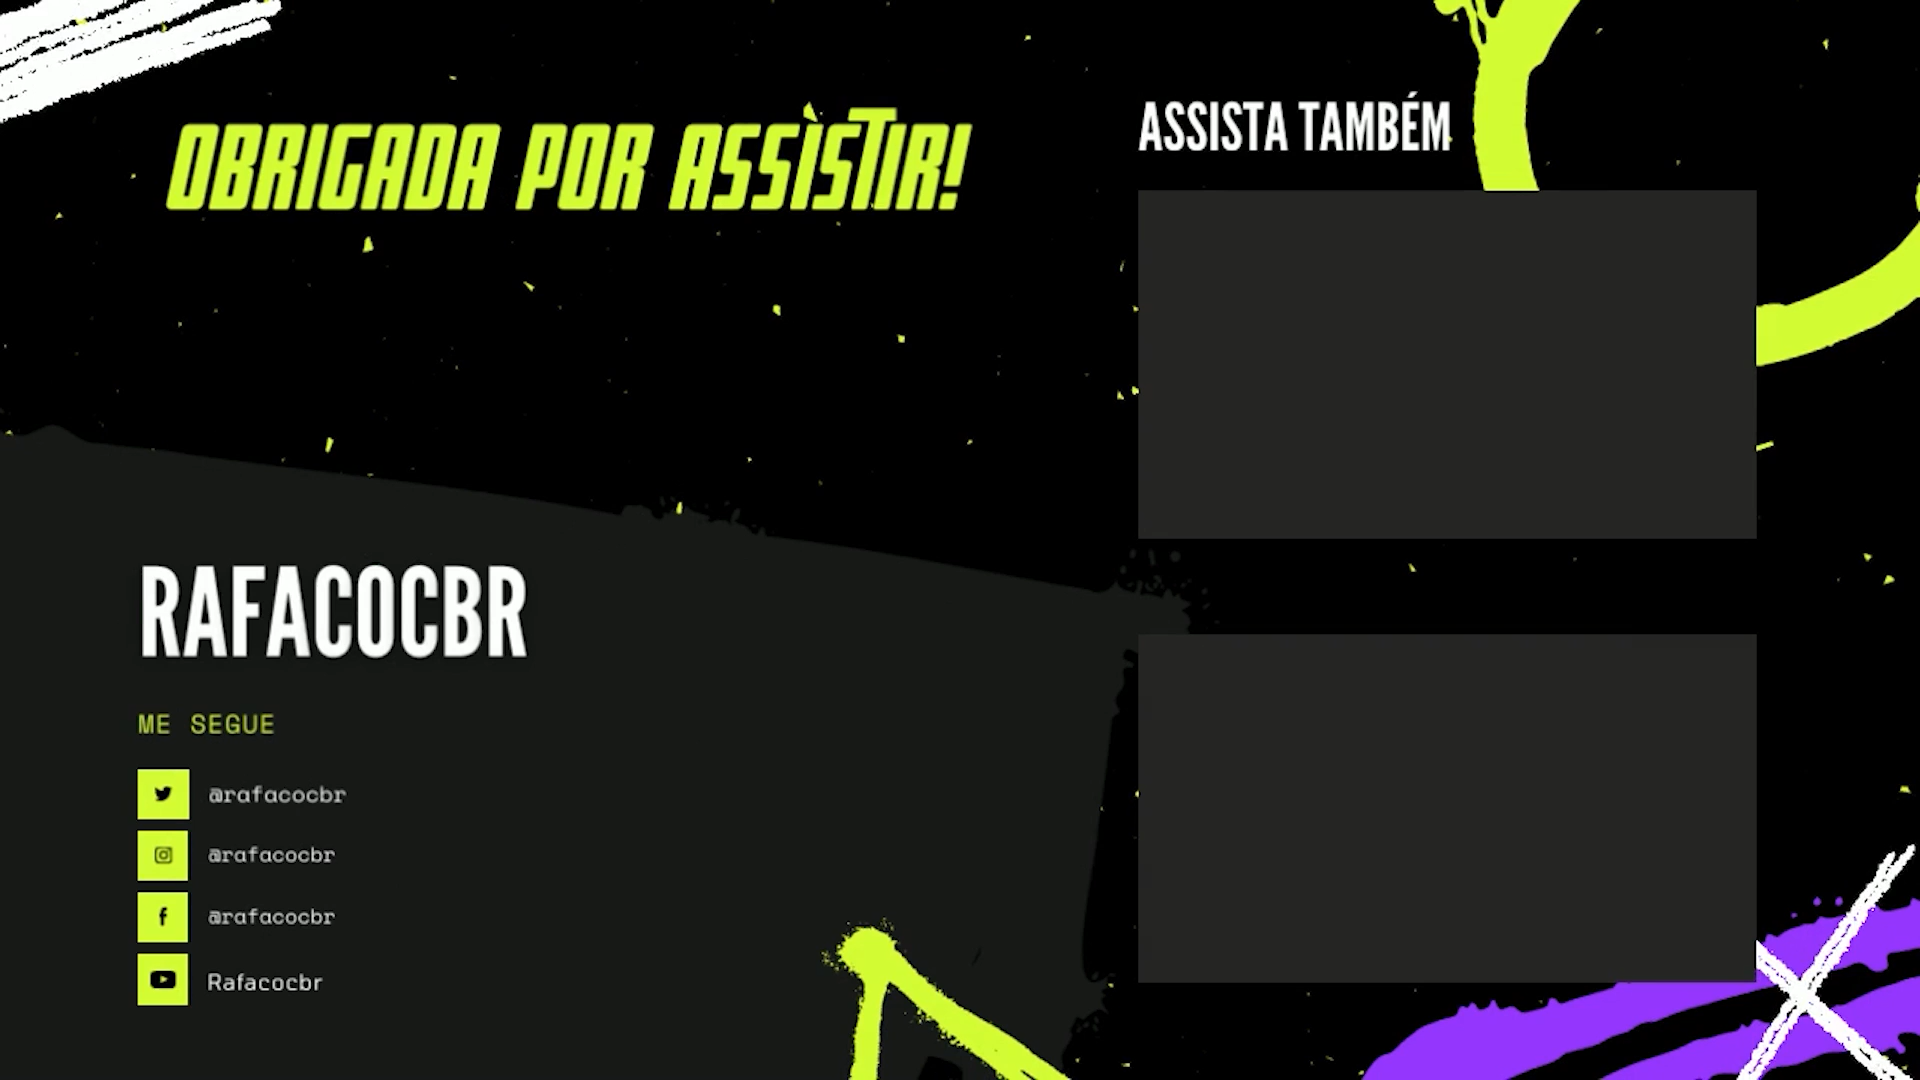 OBRIGADA POR ASSISTIR!
ASSISTA TAMBÉM
RAFACOCBR
ME SEGUE
@rafacocbr
@rafacocbr
@rafacocbr
Rafacocbr